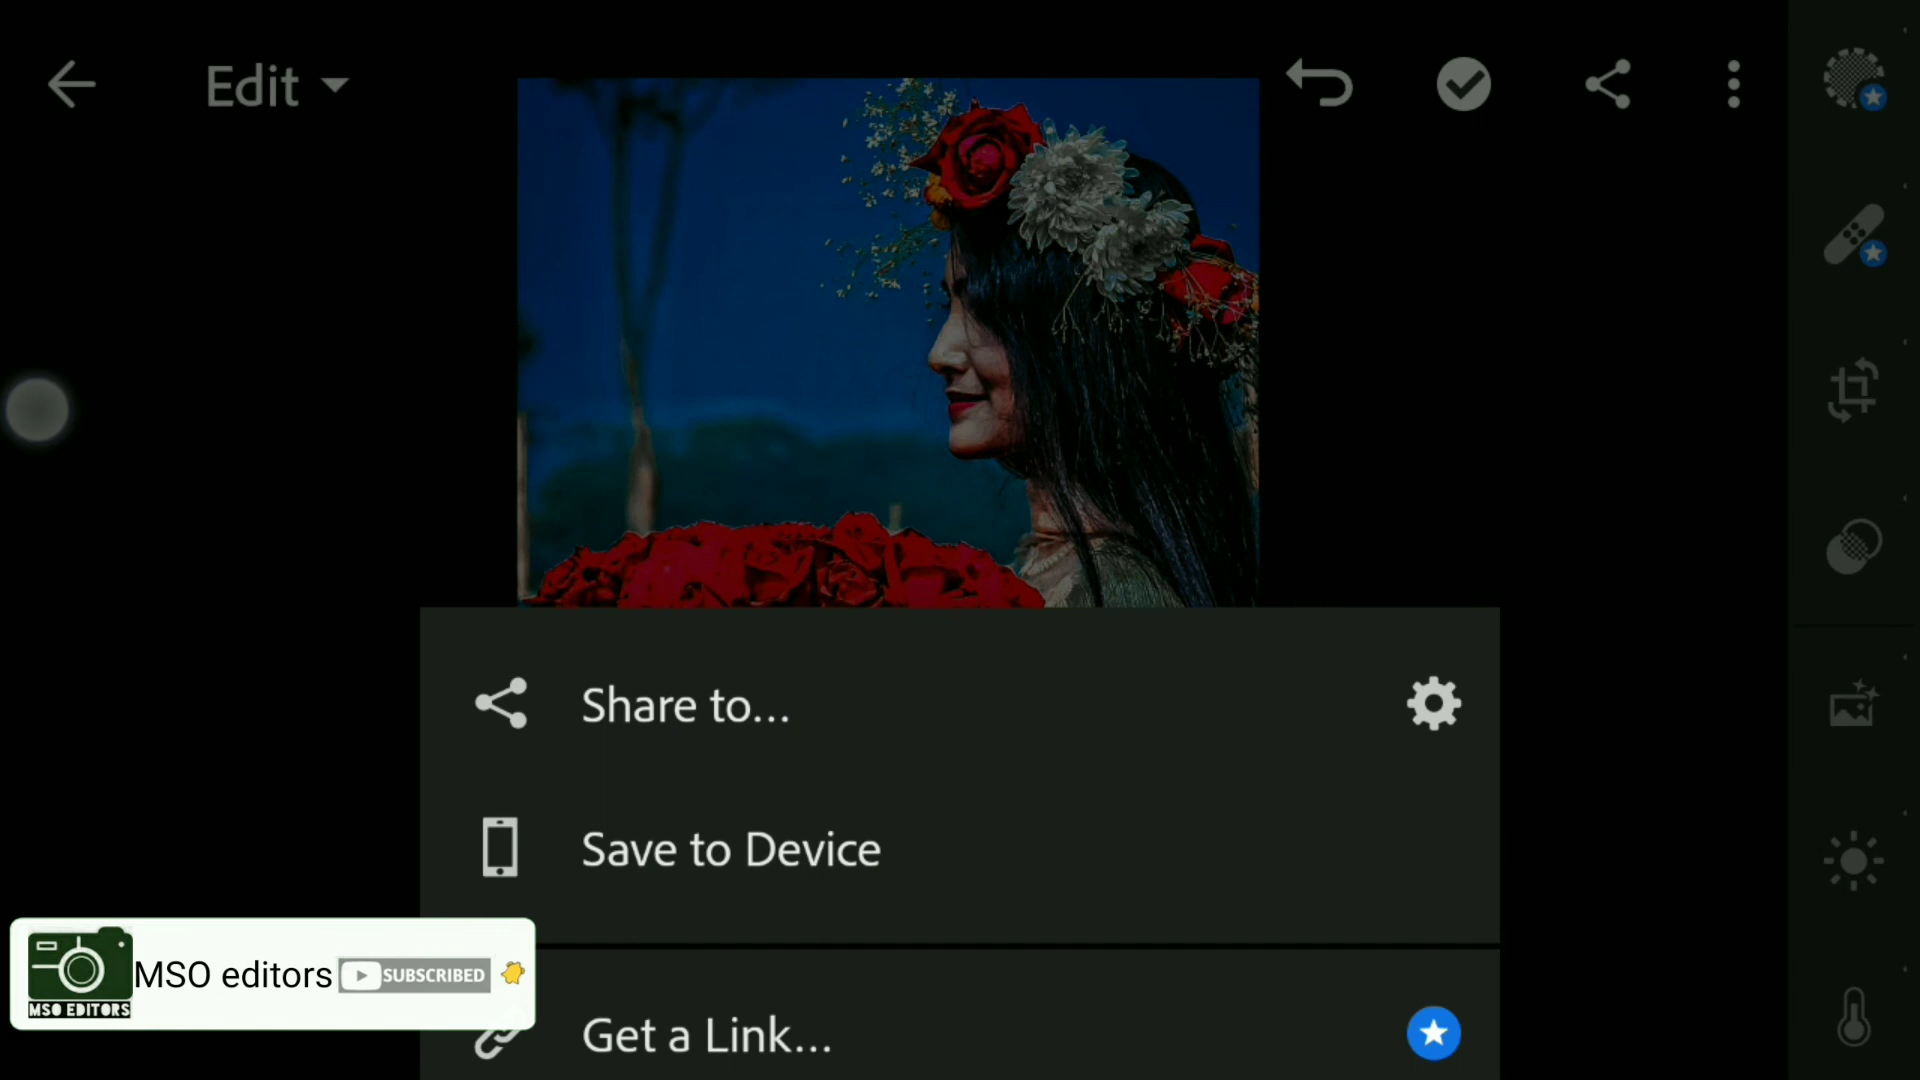 Edit
Share to...
Save to Device
MSO EDITORS
MSO editors
SUBSCRIBED
Get a Link...